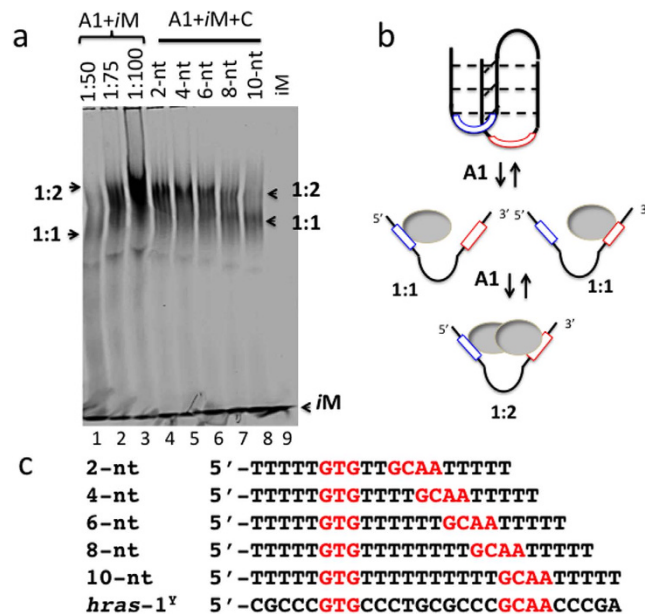 a
A1+iM
A1+iM+C
1:50
1:75
1:100
2-nt
4-nt
6-nt
8-nt
10-nt
iM
1:2
1:1
1:2
1:1
iM
1 2 3 4 5 6 7 8 9
b
A1
5′ 3′ 5′ 3′
1:1 1:1
A1
5′ 3′
1:2
c
2-nt 5′-TTTTTGTGTTGCAATTTTT
4-nt 5′-TTTTTGTGTTTTGCAATTTTT
6-nt 5′-TTTTTGTGTTTTTTGCAATTTTT
8-nt 5′-TTTTTGTGTTTTTTTTGCAATTTTT
10-nt 5′-TTTTTGTGTTTTTTTTTTGCAATTTTT
hras-1ʸ 5′-CGCCCGTGCCCTGCGCCCGCAACCCGA